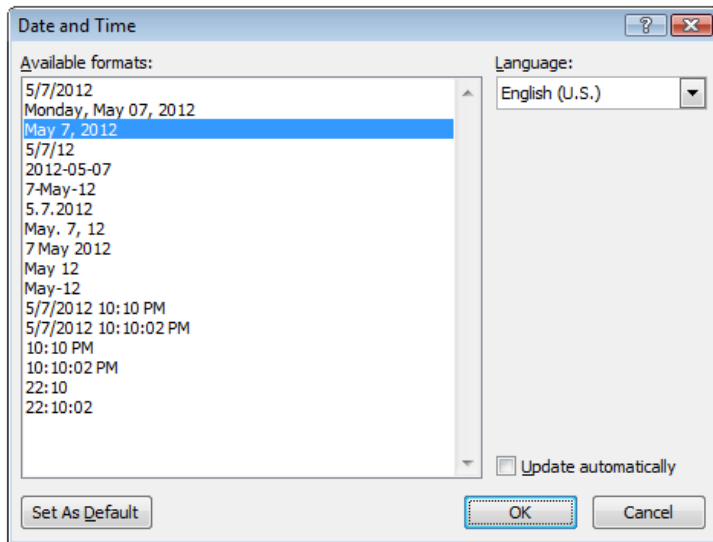 Date and Time
Available formats:
5/7/2012
Monday, May 07, 2012
May 7, 2012
5/7/12
2012-05-07
7-May-12
5.7.2012
May. 7, 12
7 May 2012
May 12
May-12
5/7/2012 10:10 PM
5/7/2012 10:10:02 PM
10:10 PM
10:10:02 PM
22:10
22:10:02
Language:
English (U.S.)
Update automatically
Set As Default
OK
Cancel